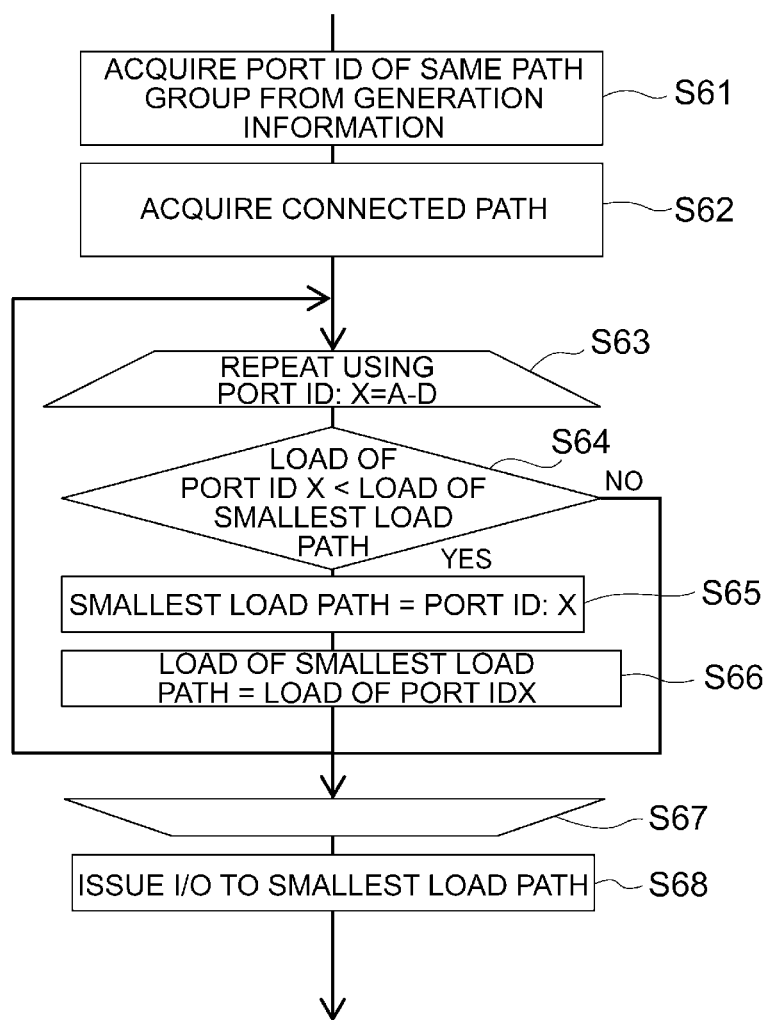 ACQUIRE PORT ID OF SAME PATH
GROUP FROM GENERATION
INFORMATION
S61
ACQUIRE CONNECTED PATH
S62
REPEAT USING
PORT ID: X=A-D
S63
LOAD OF
PORT ID X < LOAD OF
SMALLEST LOAD
PATH
S64
NO
YES
SMALLEST LOAD PATH = PORT ID: X
S65
LOAD OF SMALLEST LOAD
PATH = LOAD OF PORT IDX
S66
S67
ISSUE I/O TO SMALLEST LOAD PATH
S68